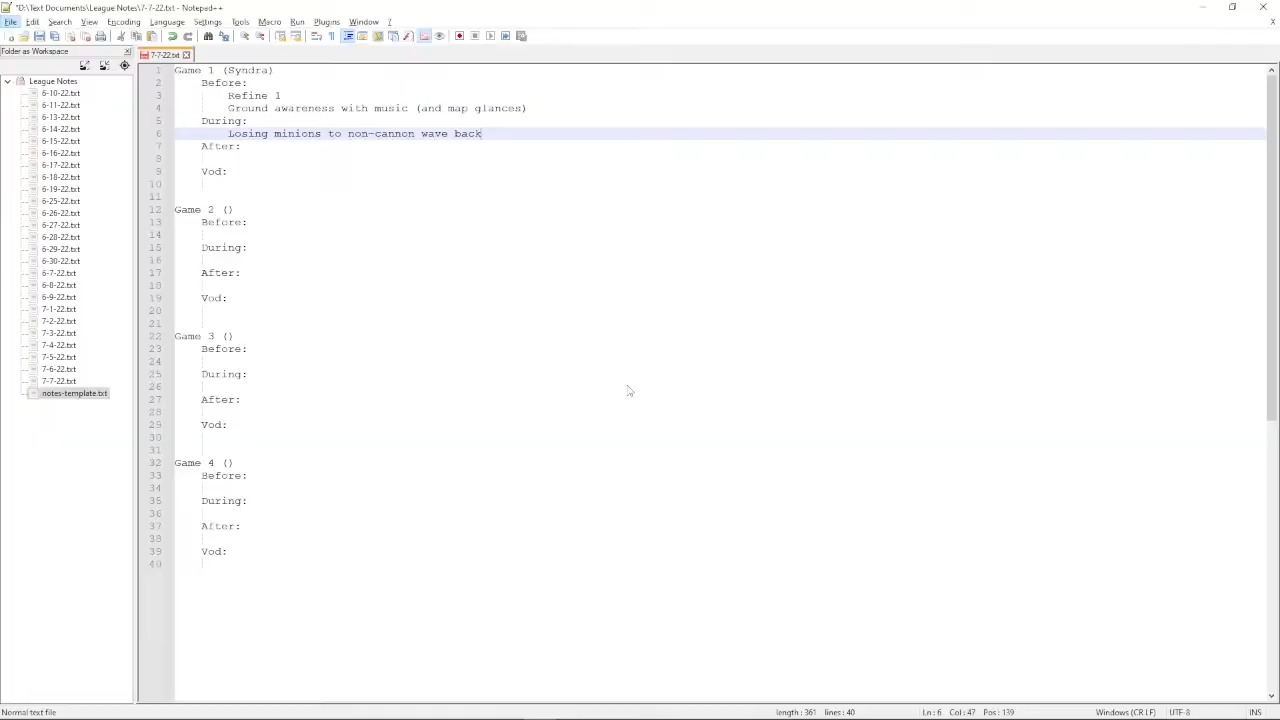 *D:\Text Documents\League Notes\7-7-22.txt - Notepad++
File Edit Search View Encoding Language Settings Tools Macro Run Plugins Window ?
X
Folder as Workspace
7-7-22.txt
League Notes
6-10-22.txt
6-11-22.txt
6-13-22.txt
6-14-22.txt
6-15-22.txt
6-16-22.txt
6-17-22.txt
6-18-22.txt
6-19-22.txt
6-25-22.txt
6-26-22.txt
6-27-22.txt
6-28-22.txt
6-29-22.txt
6-30-22.txt
6-7-22.txt
6-8-22.txt
6-9-22.txt
7-1-22.txt
7-2-22.txt
7-3-22.txt
7-4-22.txt
7-5-22.txt
7-6-22.txt
7-7-22.txt
notes-template.txt
1 Game 1 (Syndra)
2 Before:
3 Refine 1
4 Ground awareness with music (and map glances)
5 During:
6 Losing minions to non-cannon wave back
7 After:
8
9 Vod:
10
11
12 Game 2 ()
13 Before:
14
15 During:
16
17 After:
18
19 Vod:
20
21
22 Game 3 ()
23 Before:
24
25 During:
26
27 After:
28
29 Vod:
30
31
32 Game 4 ()
33 Before:
34
35 During:
36
37 After:
38
39 Vod:
40
Normal text file length : 361 lines : 40 Ln : 6 Col : 47 Pos : 139 Windows (CR LF) UTF-8 INS